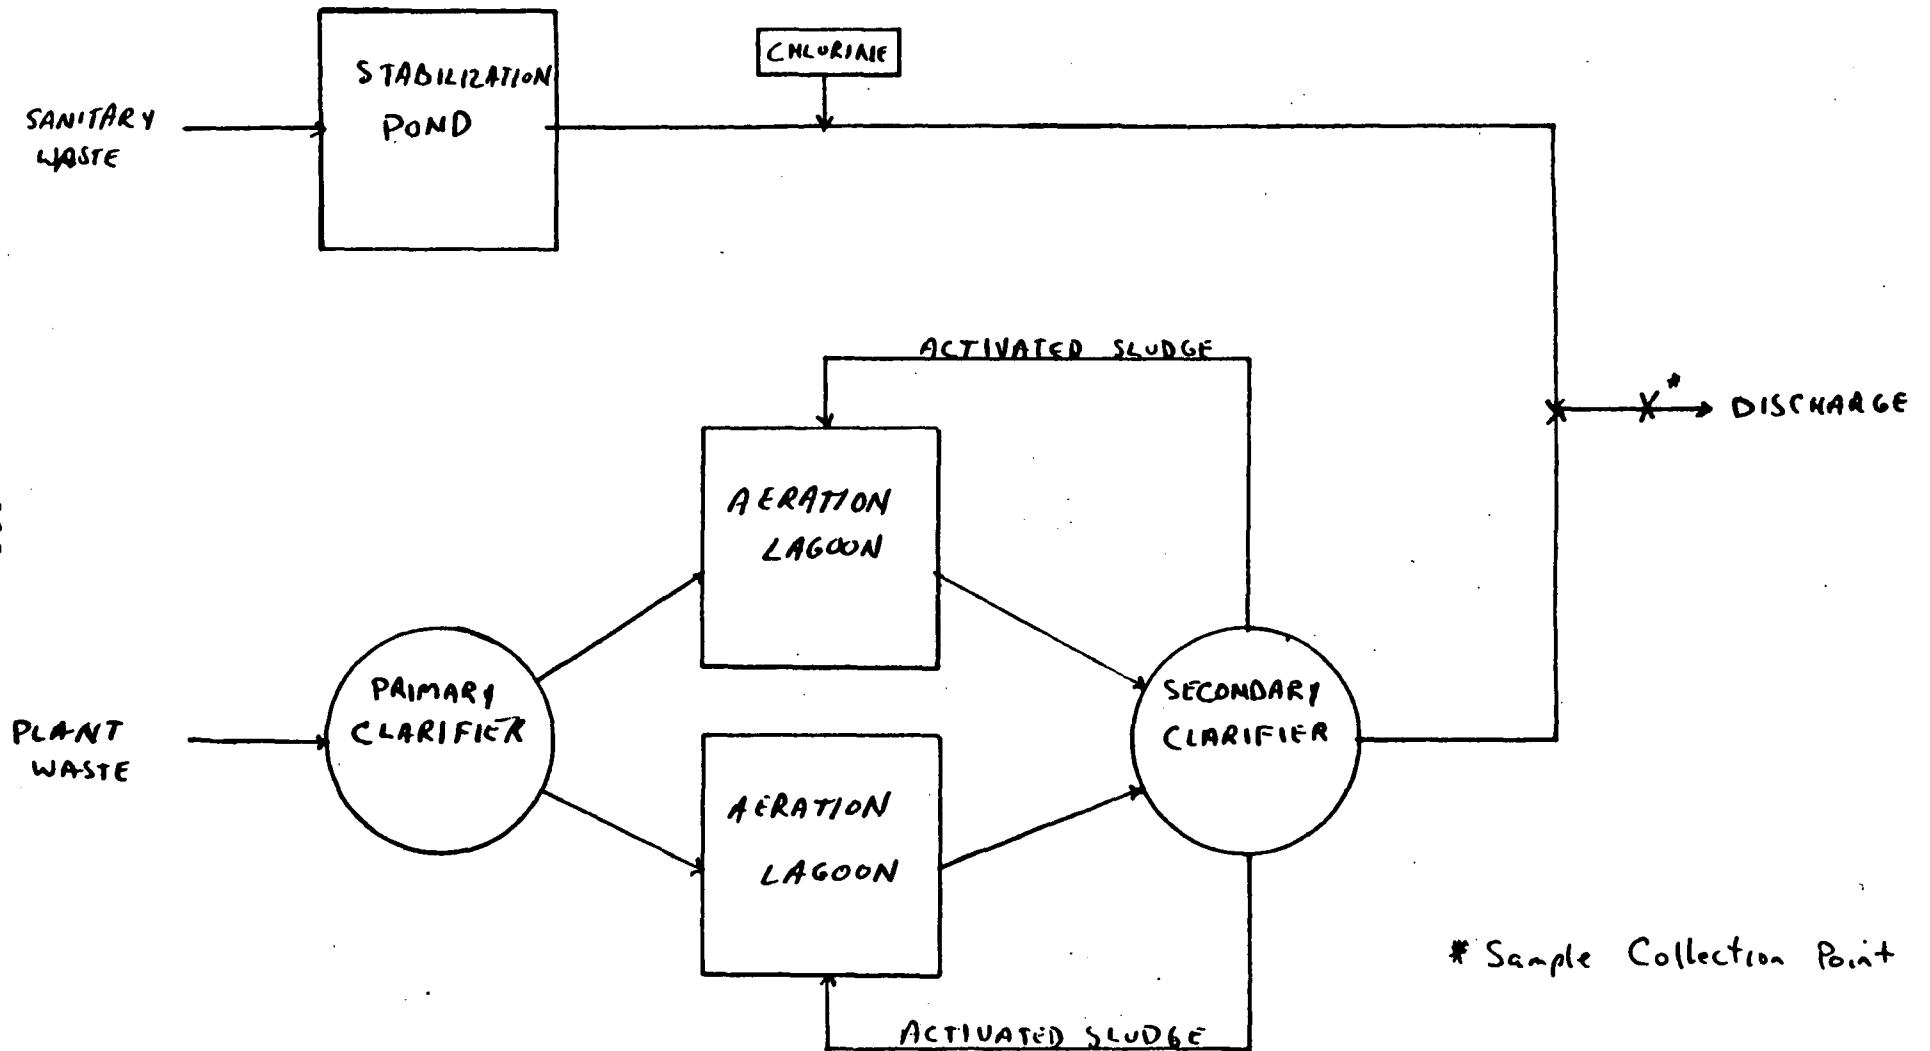 CHLORINE
STABILIZATION
POND
SANITARY
WASTE
ACTIVATED SLUDGE
* DISCHARGE
AERATION
LAGOON
PRIMARY
CLARIFIER
SECONDARY
CLARIFIER
PLANT
WASTE
AERATION
LAGOON
* Sample Collection Point
ACTIVATED SLUDGE